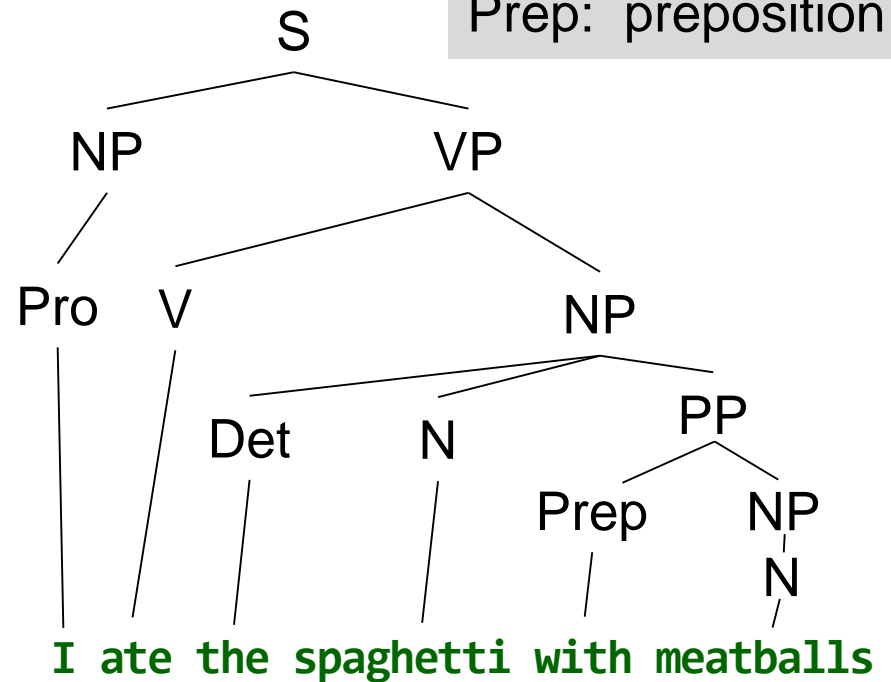 Prep: preposition
S
NP VP
Pro V NP
Det N PP
Prep NP
N
I ate the spaghetti with meatballs